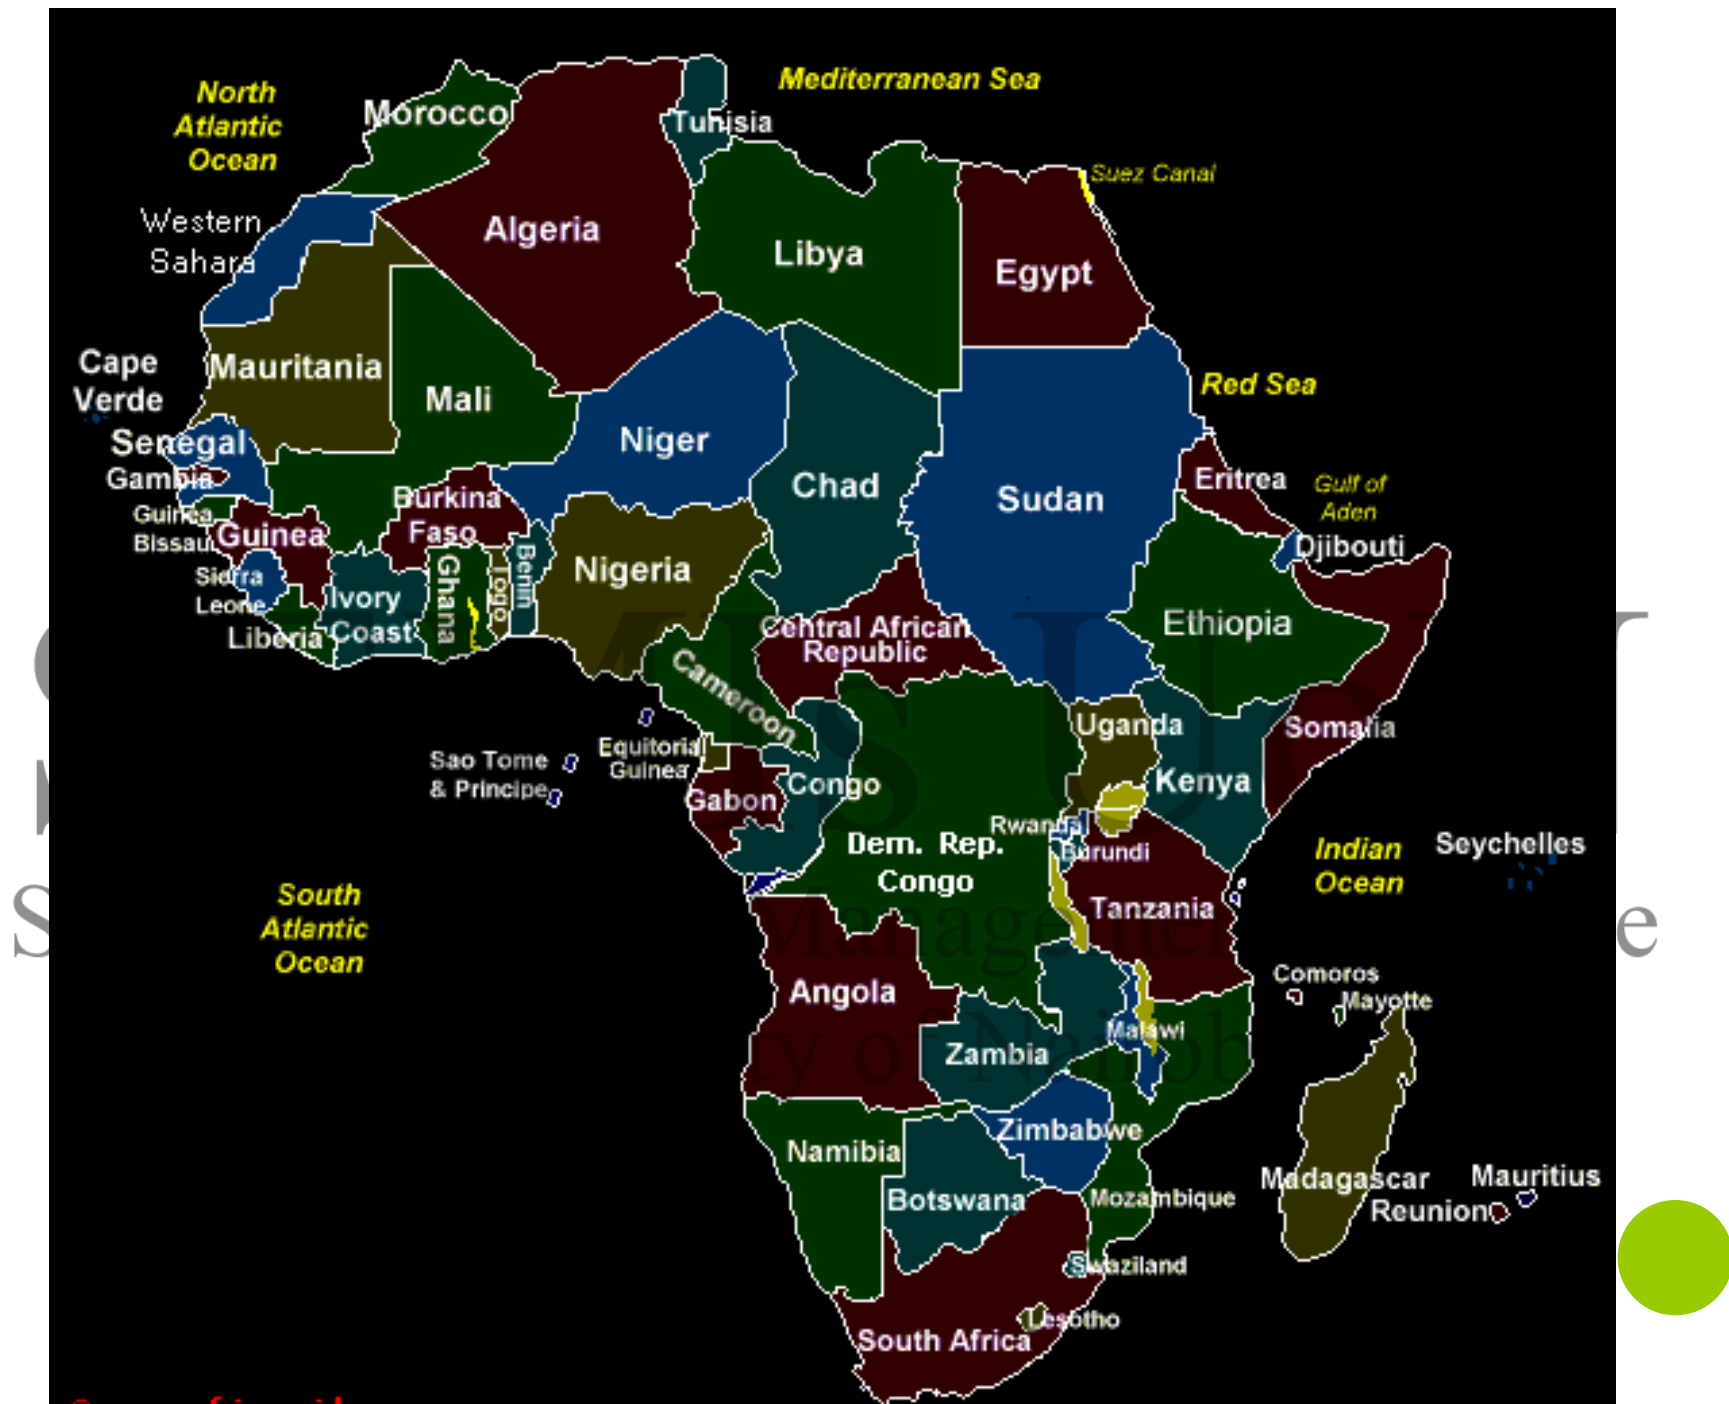 North
Atlantic
Ocean
Mediterranean Sea
Morocco
Tunisia
Suez Canal
Western
Sahara
Algeria
Libya
Egypt
Cape
Verde
Mauritania
Mali
Niger
Chad
Sudan
Red Sea
Senegal
Gambia
Guinea
Bissau
Guinea
Burkina
Faso
Eritrea
Gulf of
Aden
Djibouti
Sierra
Leone
Liberia
Ivory
Coast
Ghana
Togo
Benin
Nigeria
Ethiopia
Central African
Republic
Cameroon
Somalia
Uganda
Kenya
Sao Tome
& Principe
Equitorial
Guinea
Gabon
Congo
Rwanda
Burundi
Dem. Rep.
Congo
Indian
Ocean
Seychelles
South
Atlantic
Ocean
Tanzania
Angola
Comoros
Mayotte
Malawi
Zambia
Zimbabwe
Namibia
Botswana
Mozambique
Madagascar
Mauritius
Reunion
Swaziland
Lesotho
South Africa